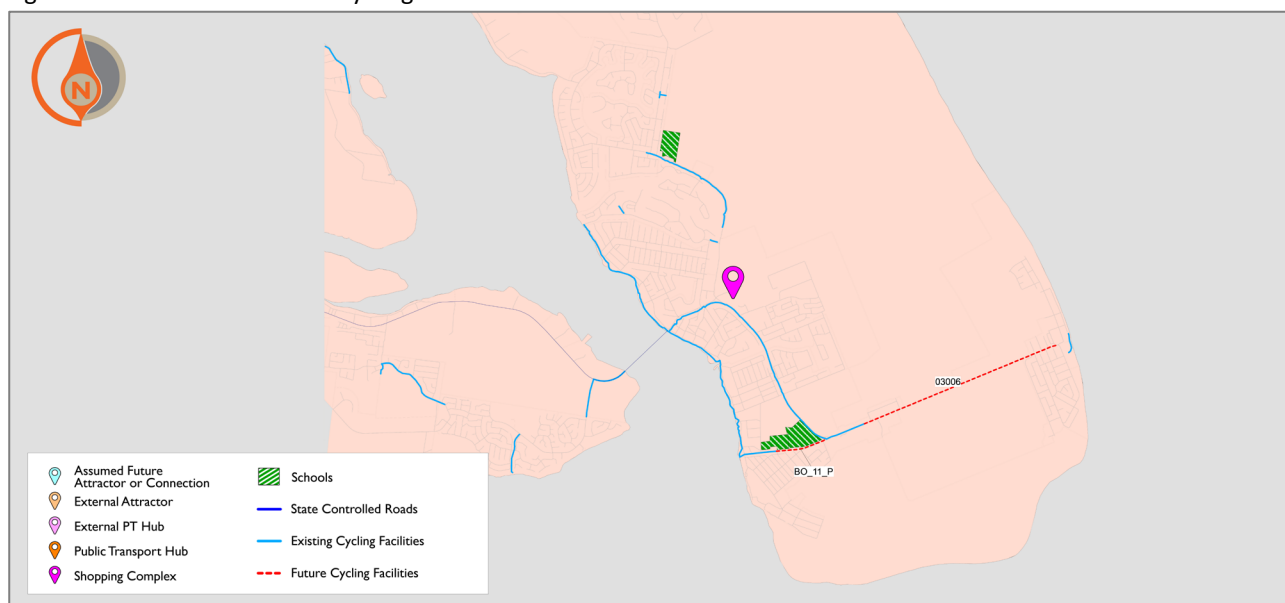 N
03006
BO_11_P
Assumed Future
Attractor or Connection
External Attractor
External PT Hub
Public Transport Hub
Shopping Complex
Schools
State Controlled Roads
Existing Cycling Facilities
Future Cycling Facilities